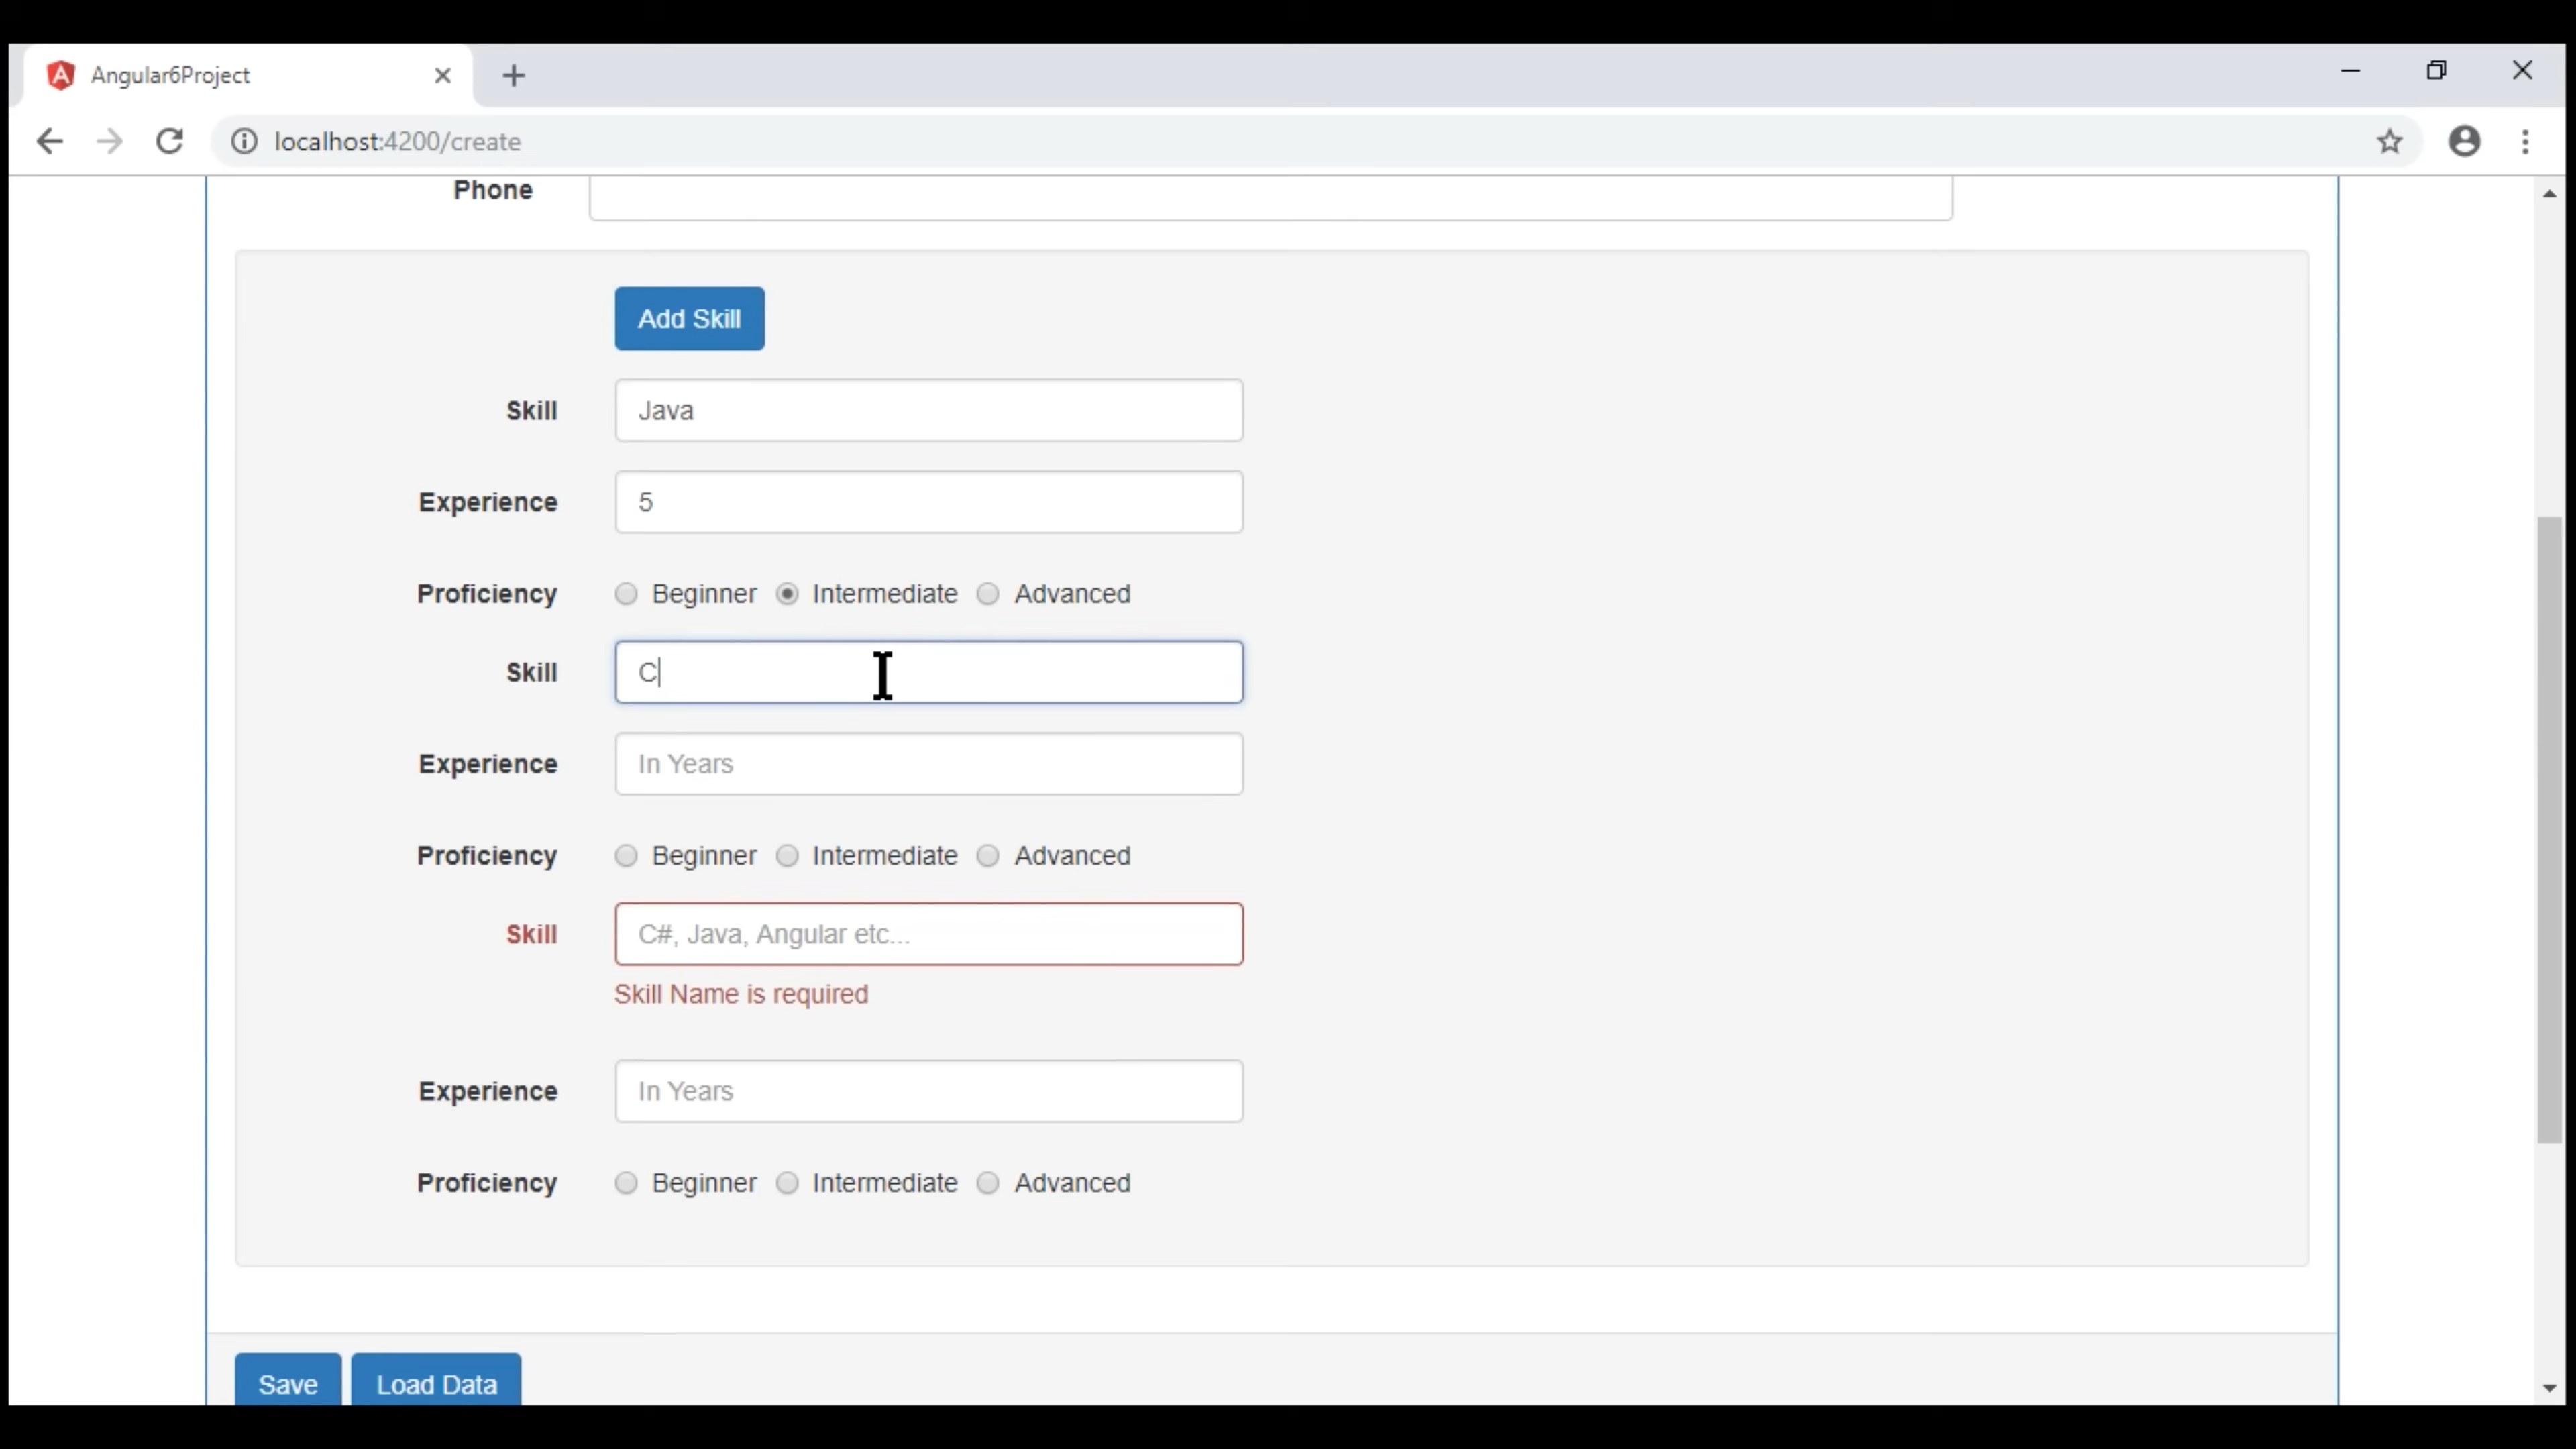 Angular6Project
localhost:4200/create
Phone
Add Skill
Skill Java
Experience 5
Proficiency Beginner Intermediate Advanced
Skill C
Experience In Years
Proficiency Beginner Intermediate Advanced
Skill C#, Java, Angular etc...
Skill Name is required
Experience In Years
Proficiency Beginner Intermediate Advanced
Save Load Data